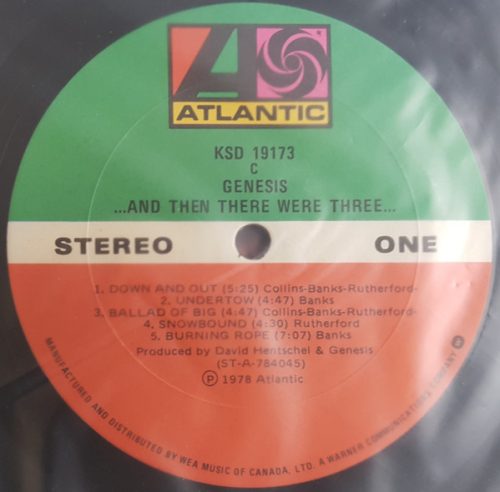 ATLANTIC
KSD 19173
C
GENESIS
...AND THEN THERE WERE THREE...
STEREO ONE
1. DOWN AND OUT (5:25) Collins-Banks-Rutherford-
2. UNDERTOW (4:47) Banks
3. BALLAD OF BIG (4:47) Collins-Banks-Rutherford-
4. SNOWBOUND (4:30) Rutherford
5. BURNING ROPE (7:07) Banks
Produced by David Hentschel & Genesis
(ST-A-784045)
Ⓟ 1978 Atlantic
MANUFACTURED AND DISTRIBUTED BY WEA MUSIC OF CANADA, LTD. A WARNER COMMUNICATIONS COMPANY